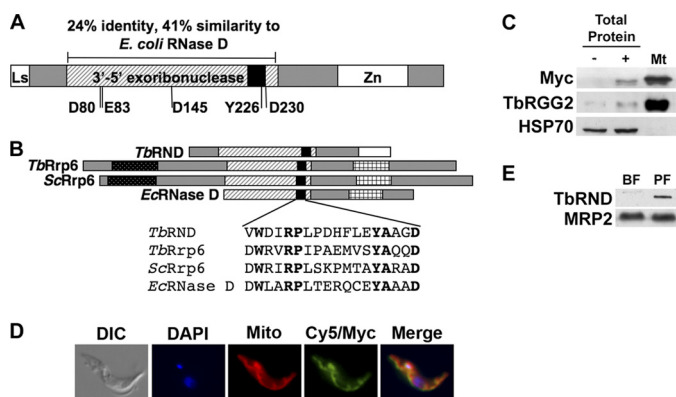 A
24% identity, 41% similarity to
E. coli RNase D
Ls
3'-5' exoribonuclease
Zn
D80 E83 D145 Y226 D230
B
TbRND
TbRrp6
ScRrp6
EcRNase D
TbRND VWDIRPLPDHFLEYAAGD
TbRrp6 DWRVRPIPAEMVSYAQQD
ScRrp6 DWRIRPLSKPMTAYARAD
EcRNase D DWLARPLTERQCEYAAAD
C
Total
Protein
- + Mt
Myc
TbRGG2
HSP70
E
BF PF
TbRND
MRP2
D
DIC DAPI Mito Cy5/Myc Merge